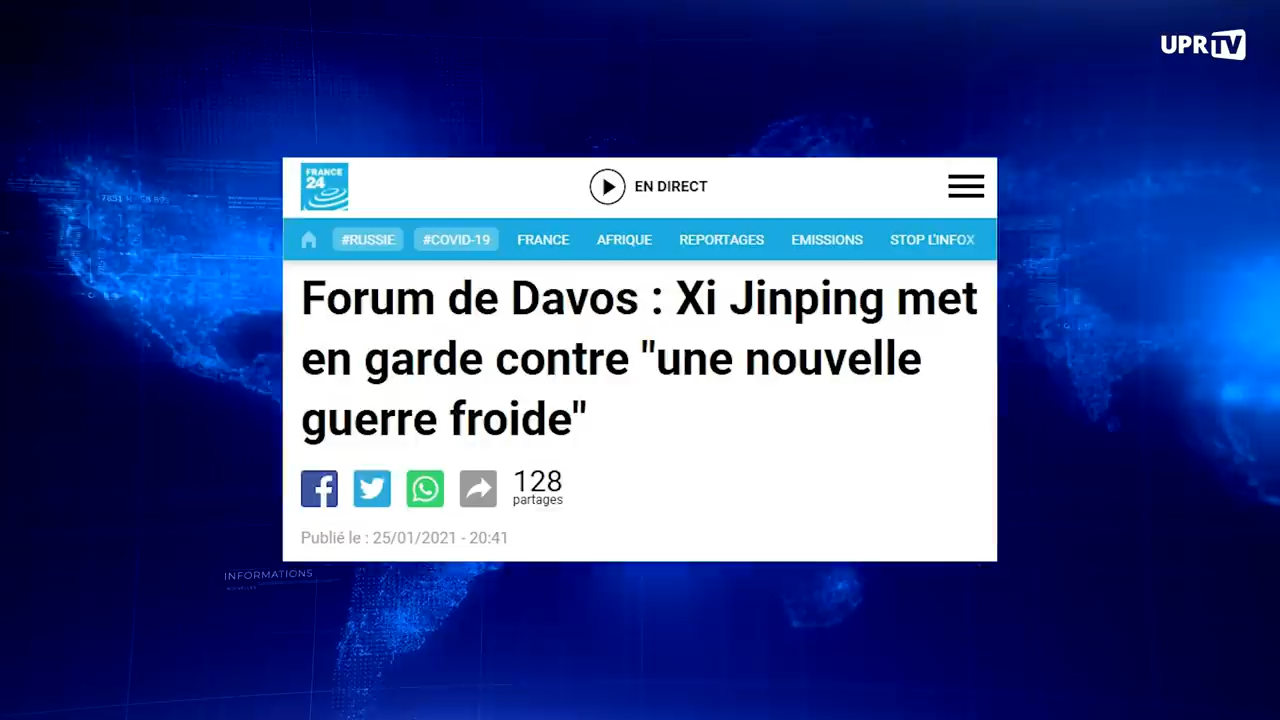 UPR TV
FRANCE
24
EN DIRECT
#RUSSIE
#COVID-19
FRANCE
AFRIQUE
REPORTAGES
EMISSIONS
STOP L'INFOX
Forum de Davos : Xi Jinping met
en garde contre "une nouvelle
guerre froide"
128
partages
Publié le : 25/01/2021 - 20:41
INFORMATIONS